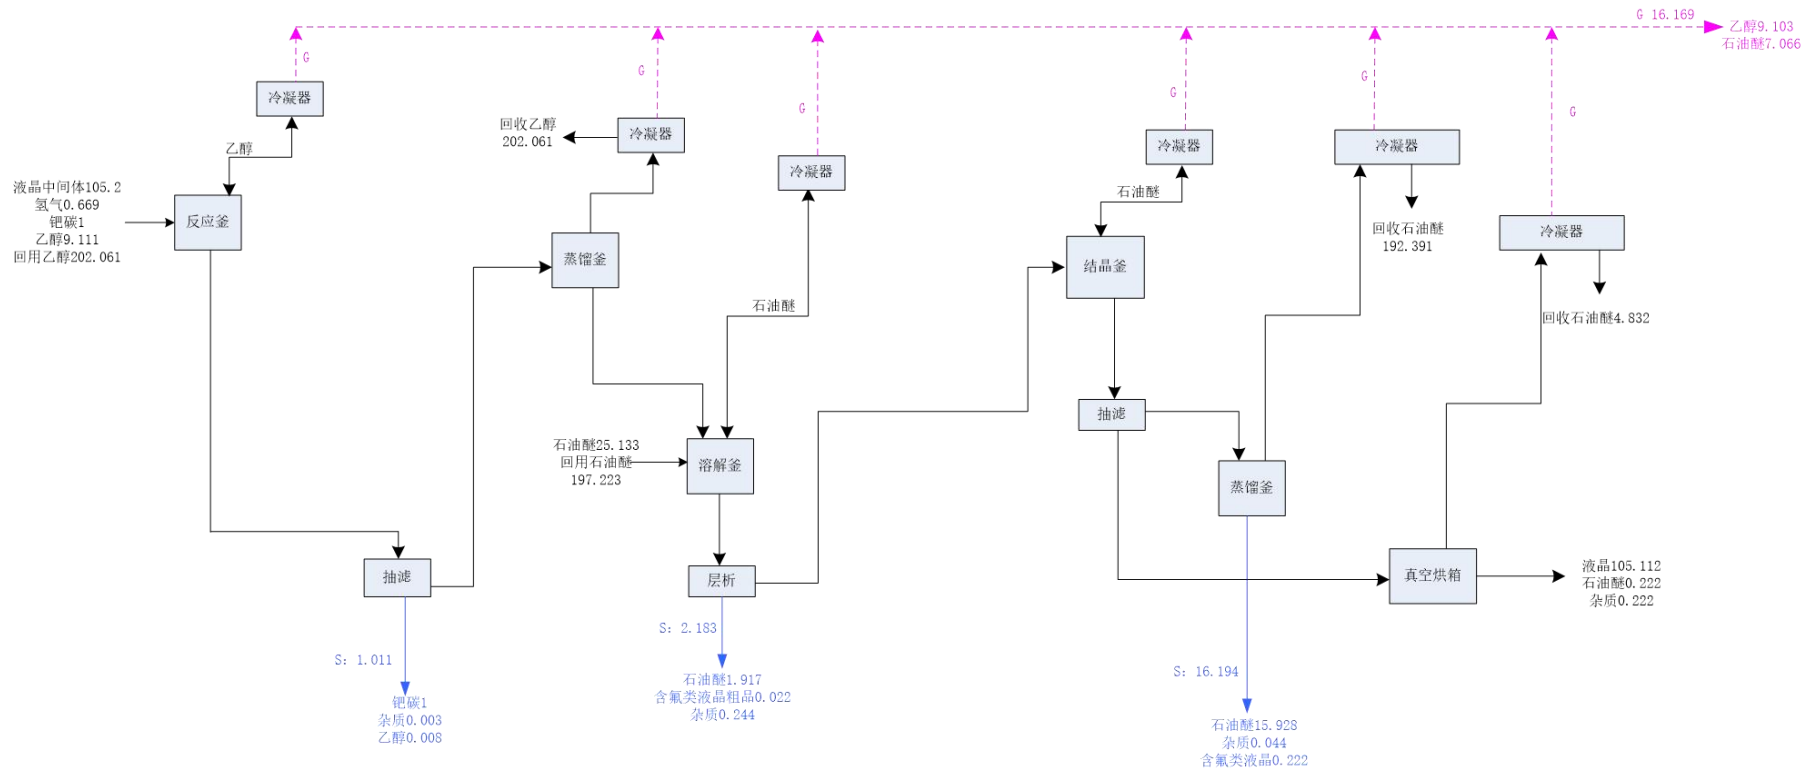 G 16.169
乙醇9.103
石油醚7.066
G
G
G
G
G
G
冷凝器
回收乙醇
202.061
冷凝器
冷凝器
冷凝器
冷凝器
乙醇
石油醚
液晶中间体105.2
氢气0.669
钯碳1
乙醇9.111
回用乙醇202.061
反应釜
回收石油醚
192.391
冷凝器
蒸馏釜
结晶釜
石油醚
回收石油醚4.832
抽滤
石油醚25.133
回用石油醚
197.223
溶解釜
蒸馏釜
抽滤
层析
真空烘箱
液晶105.112
石油醚0.222
杂质0.222
S: 1.011
S: 2.183
S: 16.194
钯碳1
杂质0.003
乙醇0.008
石油醚1.917
含氟类液晶粗品0.022
杂质0.244
石油醚15.928
杂质0.044
含氟类液晶0.222